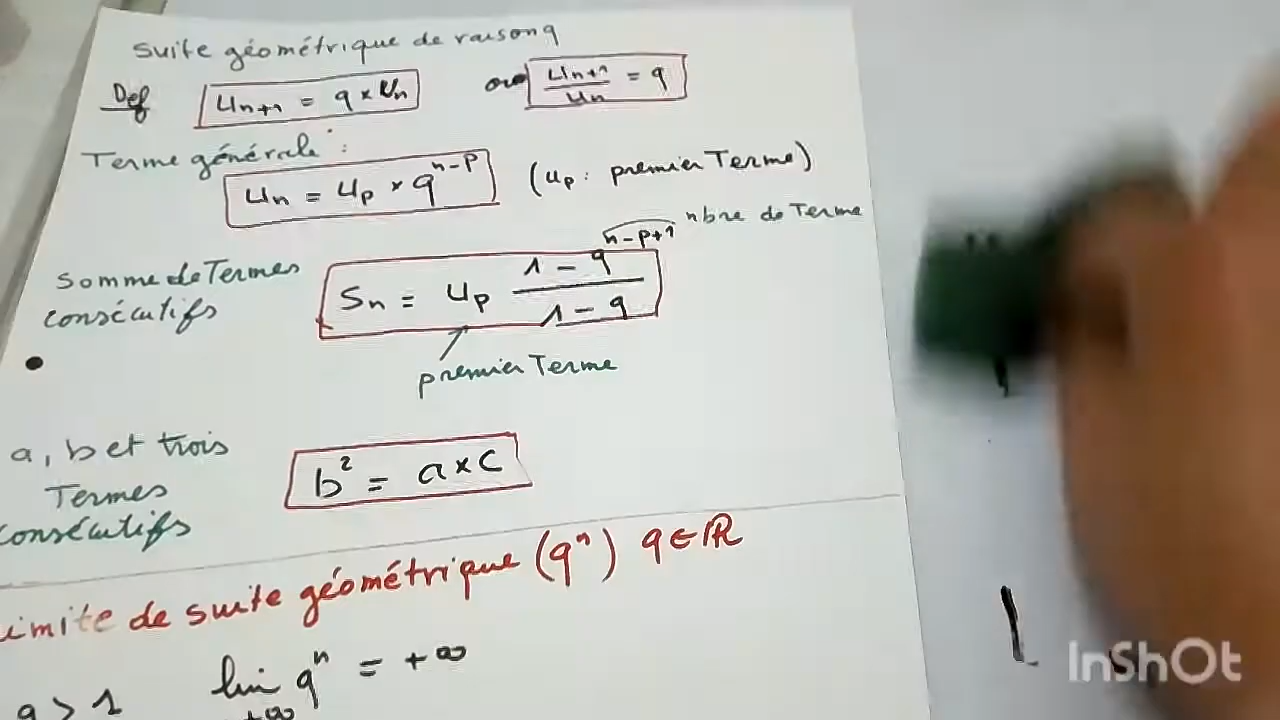 suite géométrique de raison q
Def Un+1 = q × Un ou Un+1/Un = q
Terme générale :
Un = Up × q^(n-p) (Up : premier Terme)
n-p+1 nbre de Terme
Somme de Termes consécutifs
Sn = Up (1 - q^(n-p+1))/(1 - q)
premier Terme
a, b et trois
Termes
consécutifs
b² = a × c
Limite de suite géométrique (q^n) q ∈ ℝ
q > 1 lim q^n = +∞
+∞
InShOt